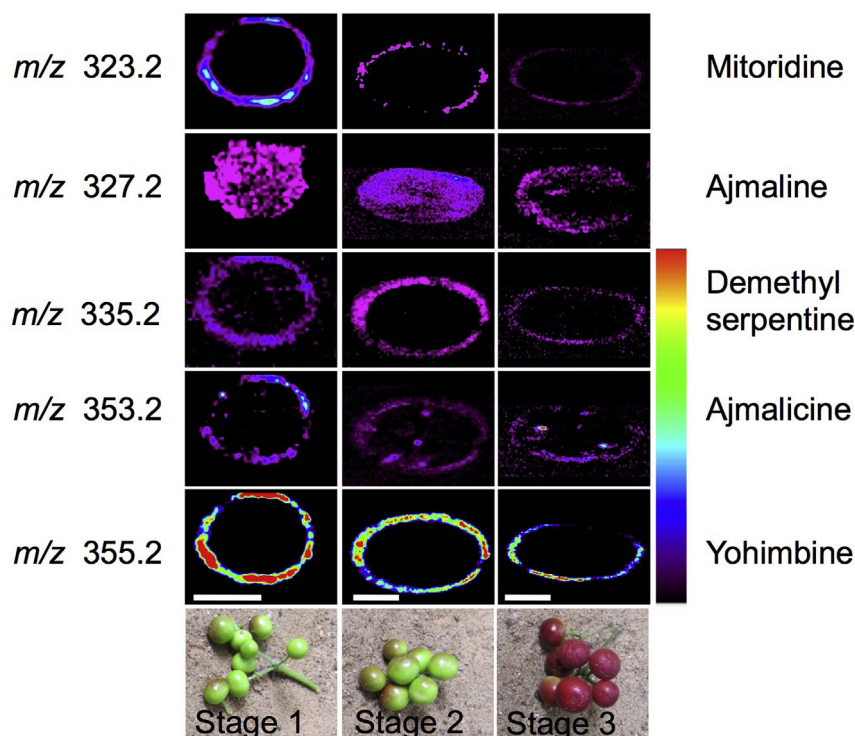 m/z 323.2 Mitoridine
m/z 327.2 Ajmaline
m/z 335.2 Demethyl
serpentine
m/z 353.2 Ajmalicine
m/z 355.2 Yohimbine
Stage 1 Stage 2 Stage 3